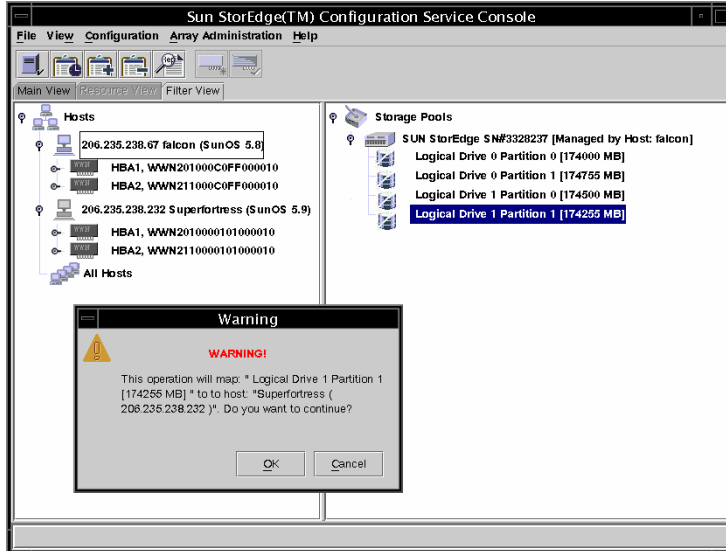 Sun StorEdge(TM) Configuration Service Console
File View Configuration Array Administration Help
Main View Resource View Filter View
Hosts
206.235.238.67 falcon (SunOS 5.8)
HBA1, WWN201000C0FF000010
HBA2, WWN211000C0FF000010
206.235.238.232 Superfortress (SunOS 5.9)
HBA1, WWN2010000101000010
HBA2, WWN2110000101000010
All Hosts
Storage Pools
SUN StorEdge SN#3328237 [Managed by Host: falcon]
Logical Drive 0 Partition 0 [174000 MB]
Logical Drive 0 Partition 1 [174755 MB]
Logical Drive 1 Partition 0 [174500 MB]
Logical Drive 1 Partition 1 [174255 MB]
Warning
WARNING!
This operation will map: " Logical Drive 1 Partition 1
[174255 MB] " to to host: "Superfortress (
206.235.238.232 )". Do you want to continue?
OK Cancel